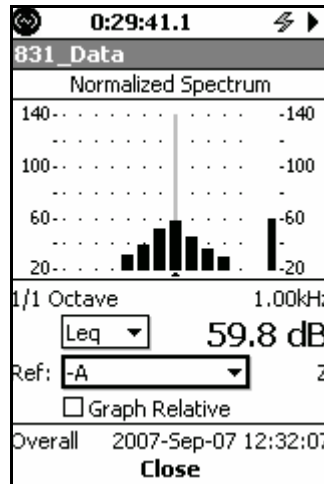 0:29:41.1
831_Data
Normalized Spectrum
140 -140
100 -100
60 -60
20 -20
1/1 Octave 1.00kHz
Leq 59.8 dB
Ref: -A Z
Graph Relative
Overall 2007-Sep-07 12:32:07
Close